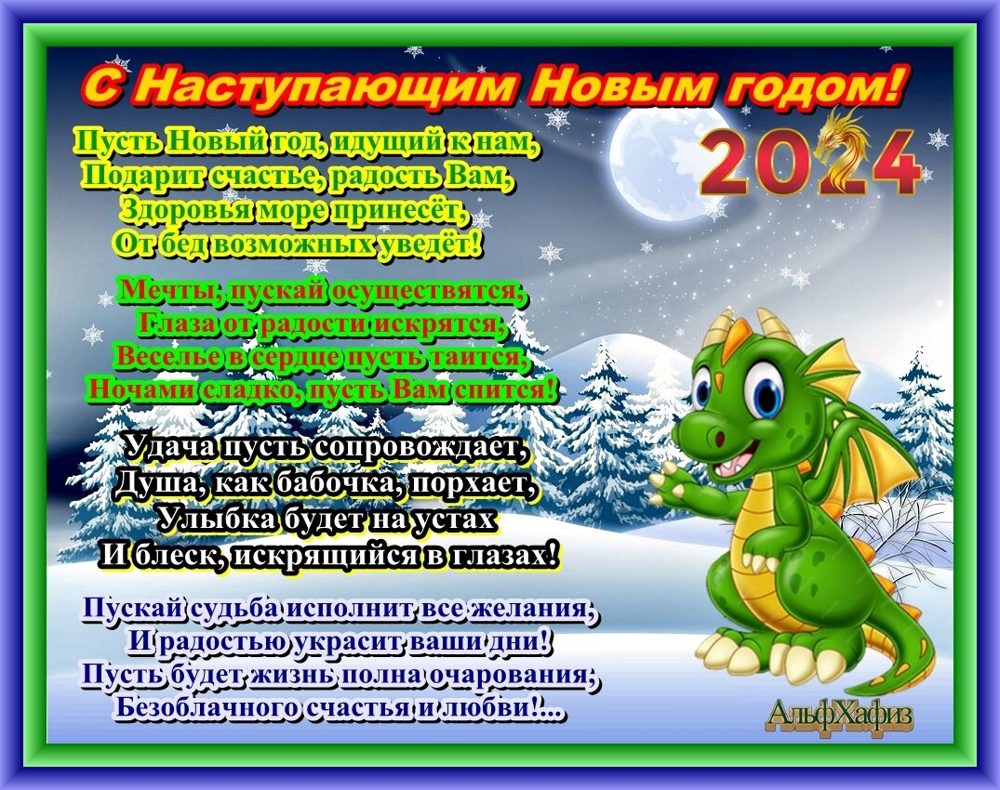 С Наступающим Новым годом!
2024
Пусть Новый год, идущий к нам,
Подарит счастье, радость Вам,
Здоровья море принесёт,
От бед возможных уведёт!
Мечты, пускай осуществятся,
Глаза от радости искрятся,
Веселье в сердце пусть таится,
Ночами сладко, пусть Вам спится!
Удача пусть сопровождает,
Душа, как бабочка, порхает,
Улыбка будет на устах
И блеск, искрящийся в глазах!
Пускай судьба исполнит все желания,
И радостью украсит ваши дни!
Пусть будет жизнь полна очарования,
Безоблачного счастья и любви!...
АльфХафиз